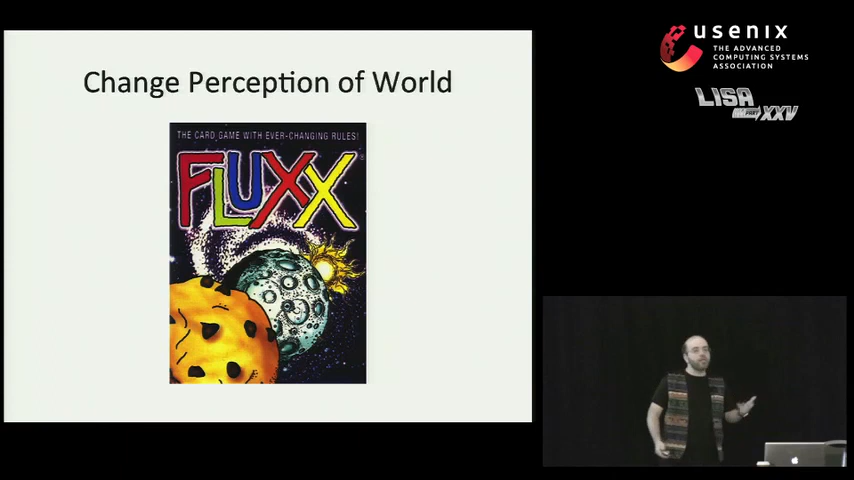 Change Perception of World
THE CARD GAME WITH EVER-CHANGING RULES!
FLUXX
usenix
THE ADVANCED
COMPUTING SYSTEMS
ASSOCIATION
LISA
PART XXV